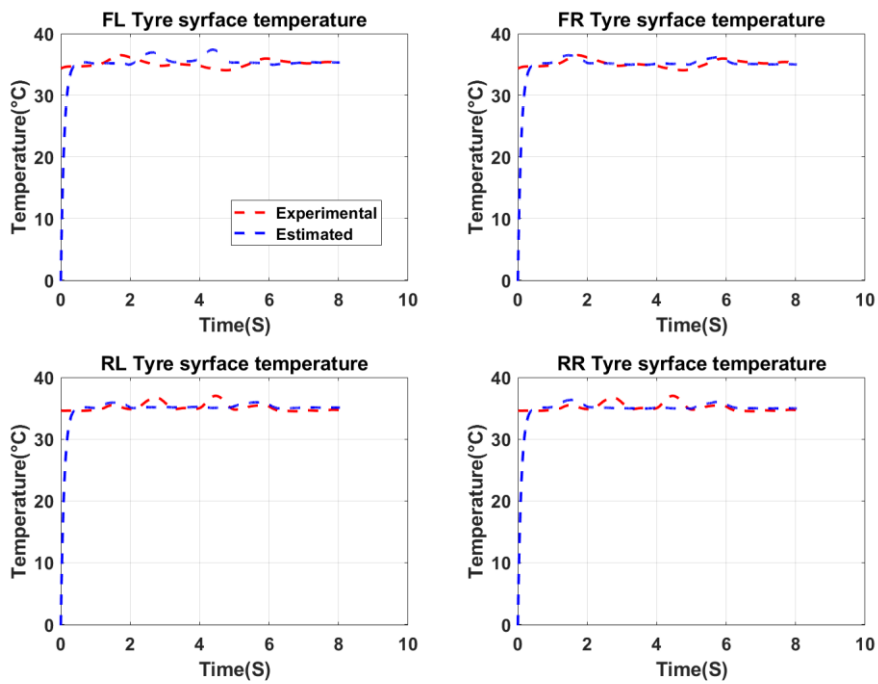 FL Tyre syrface temperature
40
30
20
10
0
Temperature(°C)
Experimental
Estimated
0 2 4 6 8 10
Time(S)
FR Tyre syrface temperature
40
30
20
10
0
Temperature(°C)
0 2 4 6 8 10
Time(S)
RL Tyre syrface temperature
40
30
20
10
0
Temperature(°C)
0 2 4 6 8 10
Time(S)
RR Tyre syrface temperature
40
30
20
10
0
Temperature(°C)
0 2 4 6 8 10
Time(S)